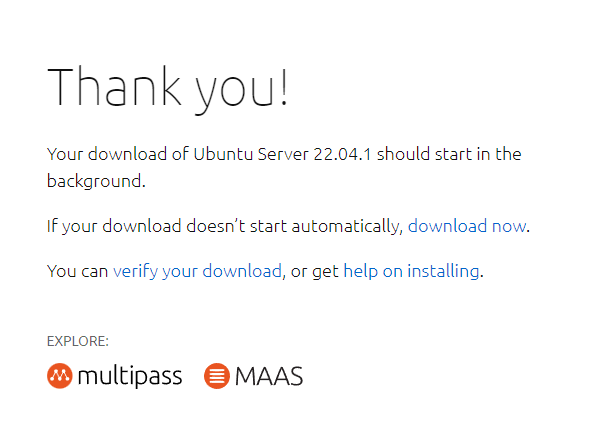 Thank you!
Your download of Ubuntu Server 22.04.1 should start in the
background.
If your download doesn’t start automatically, download now.
You can verify your download, or get help on installing.
EXPLORE:
multipass MAAS